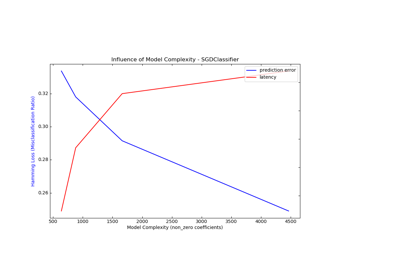 Influence of Model Complexity - SGDClassifier
prediction error
latency
Hamming Loss (Misclassification Ratio)
0.32
0.30
0.28
0.26
500 1000 1500 2000 2500 3000 3500 4000 4500
Model Complexity (non_zero coefficients)